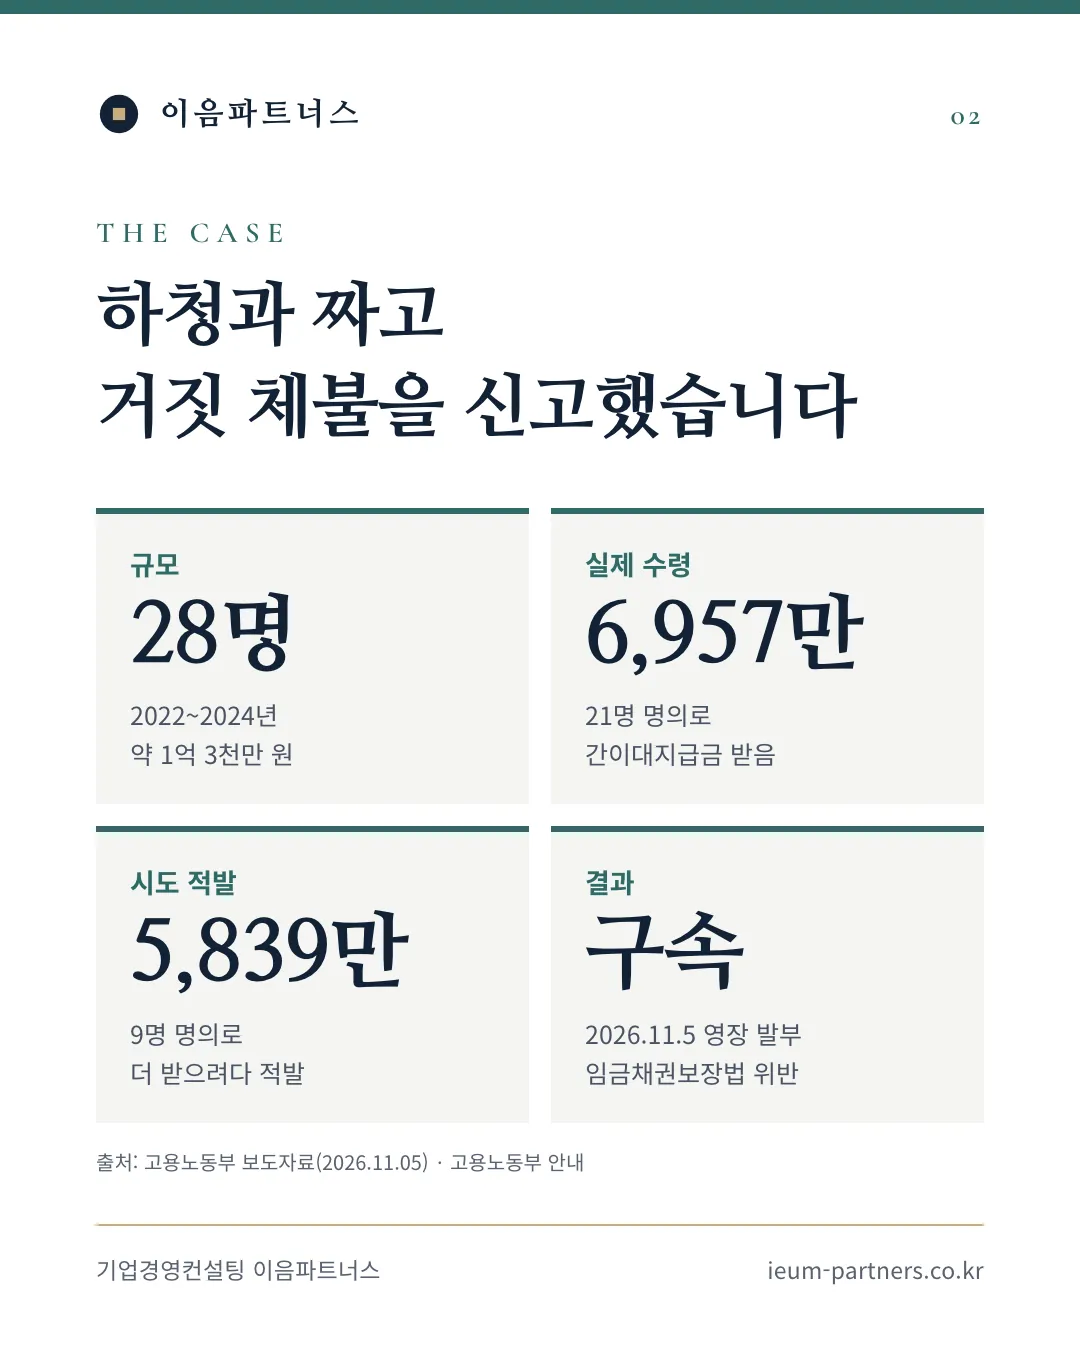 이음파트너스
02
THE CASE
하청과 짜고
거짓 체불을 신고했습니다
규모
28명
2022~2024년
약 1억 3천만 원
실제 수령
6,957만
21명 명의로
간이대지급금 받음
시도 적발
5,839만
9명 명의로
더 받으려다 적발
결과
구속
2026.11.5 영장 발부
임금채권보장법 위반
출처: 고용노동부 보도자료(2026.11.05) · 고용노동부 안내
기업경영컨설팅 이음파트너스
ieum-partners.co.kr